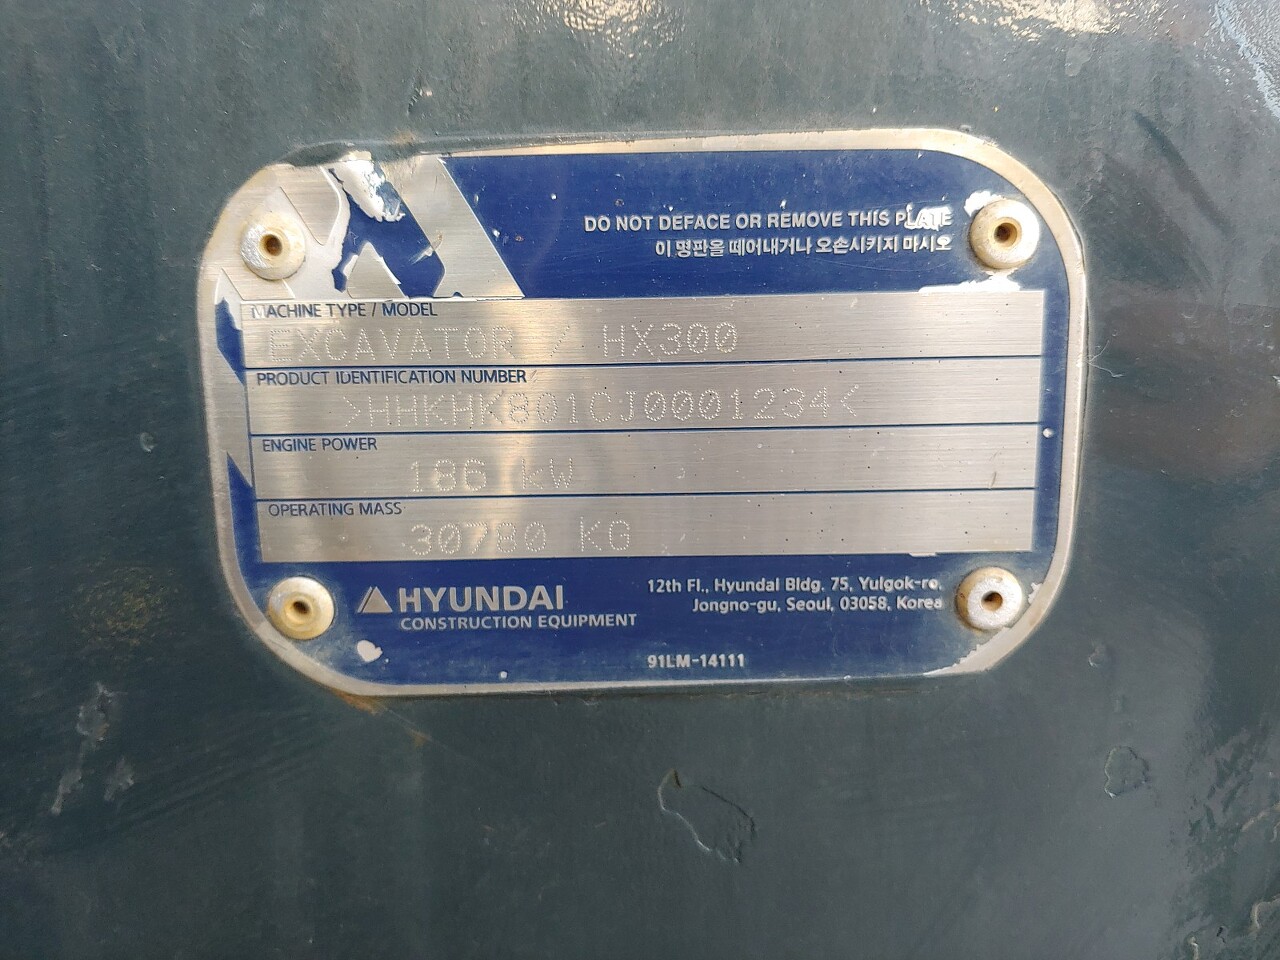 DO NOT DEFACE OR REMOVE THIS PLATE
이 명판을 떼어내거나 오손시키지 마시오
MACHINE TYPE / MODEL
EXCAVATOR / HX300
PRODUCT IDENTIFICATION NUMBER
>HHKHK801CJ0001234<
ENGINE POWER
186 kW
OPERATING MASS
30780 KG
HYUNDAI
CONSTRUCTION EQUIPMENT
12th Fl., Hyundai Bldg. 75, Yulgok-ro,
Jongno-gu, Seoul, 03058, Korea
91LM-14111